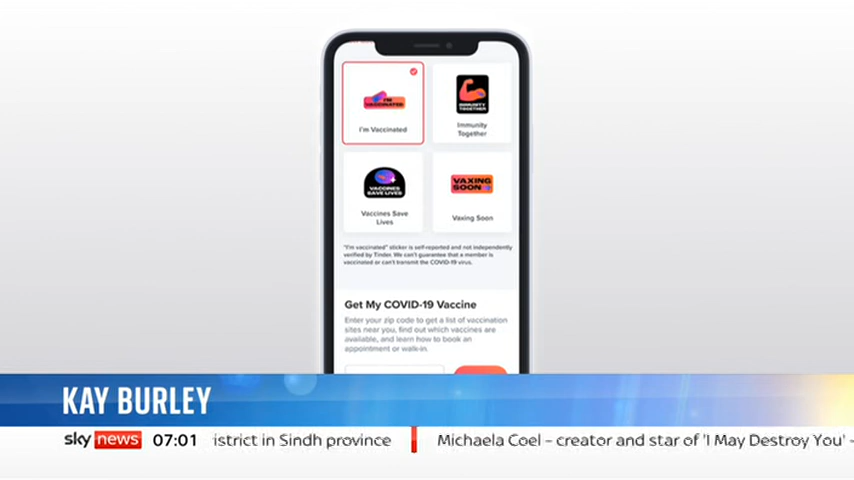 I'M
VACCINATED
I'm Vaccinated
IMMUNITY
TOGETHER
Immunity
Together
VACCINES
SAVE LIVES
Vaccines Save
Lives
VAXING
SOON
Vaxing Soon
"I'm vaccinated" sticker is self-reported and not independently
verified by Tinder. We can't guarantee that a member is
vaccinated or can't transmit the COVID-19 virus.
Get My COVID-19 Vaccine
Enter your zip code to get a list of vaccination
sites near you, find out which vaccines are
available, and learn how to book an
appointment or walk-in.
KAY BURLEY
sky news 07:01 istrict in Sindh province Michaela Coel – creator and star of 'I May Destroy You' –